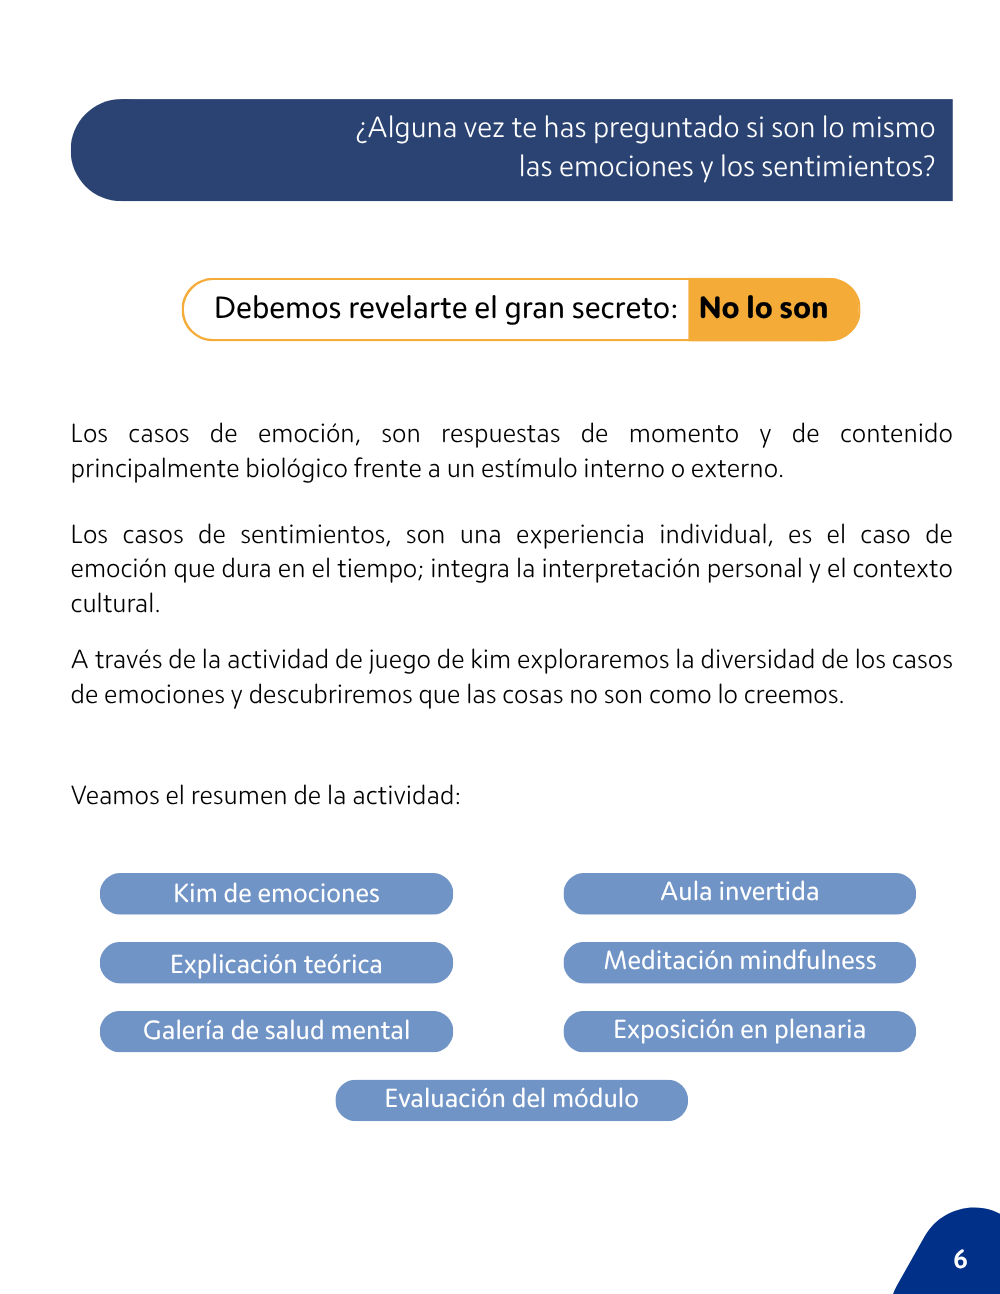 ¿Alguna vez te has preguntado si son lo mismo
las emociones y los sentimientos?
Debemos revelarte el gran secreto: No lo son
Los casos de emoción, son respuestas de momento y de contenido
principalmente biológico frente a un estímulo interno o externo.
Los casos de sentimientos, son una experiencia individual, es el caso de
emoción que dura en el tiempo; integra la interpretación personal y el contexto
cultural.
A través de la actividad de juego de kim exploraremos la diversidad de los casos
de emociones y descubriremos que las cosas no son como lo creemos.
Veamos el resumen de la actividad:
Kim de emociones
Aula invertida
Explicación teórica
Meditación mindfulness
Galería de salud mental
Exposición en plenaria
Evaluación del módulo
6